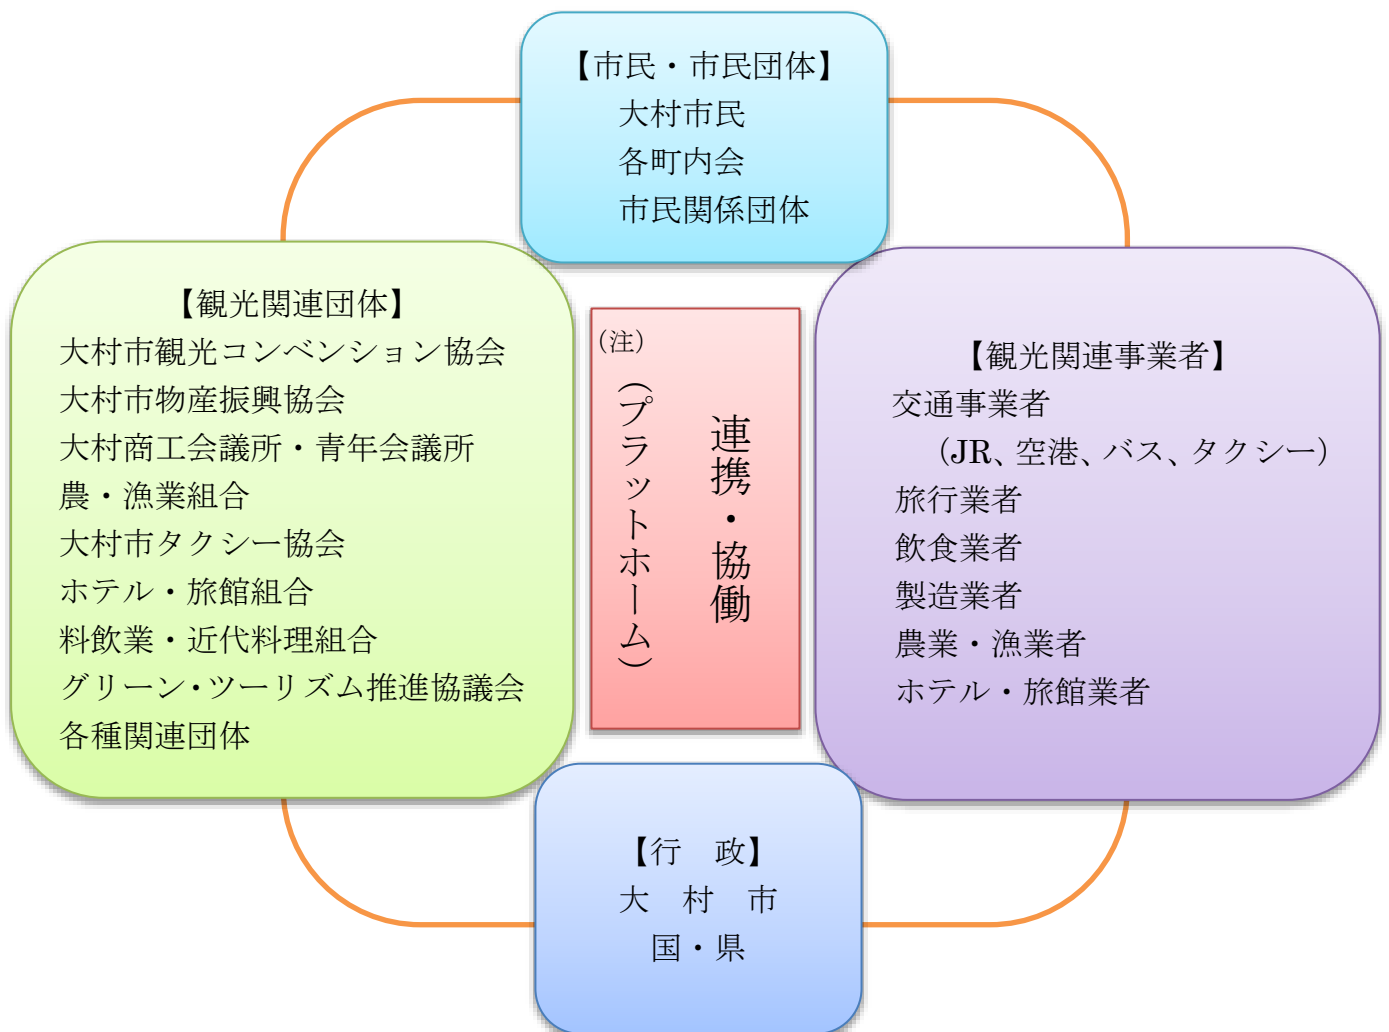 【市民・市民団体】
大村市民
各町内会
市民関係団体
【観光関連団体】
大村市観光コンベンション協会
大村市物産振興協会
大村商工会議所・青年会議所
農・漁業組合
大村市タクシー協会
ホテル・旅館組合
料飲業・近代料理組合
グリーン・ツーリズム推進協議会
各種関連団体
(注)
連携・協働
(プラットホーム)
【観光関連事業者】
交通事業者
(JR、空港、バス、タクシー)
旅行業者
飲食業者
製造業者
農業・漁業者
ホテル・旅館業者
【行　政】
大　村　市
国・県